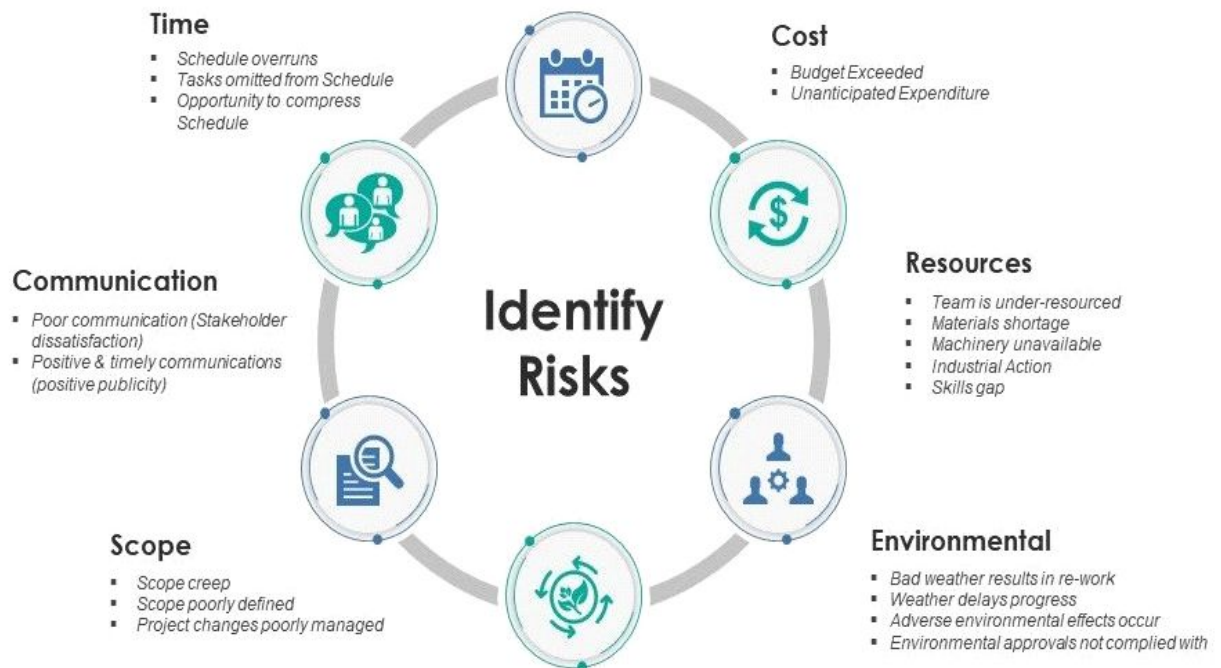 Time
▪ Schedule overruns
▪ Tasks omitted from Schedule
▪ Opportunity to compress
Schedule
Cost
▪ Budget Exceeded
▪ Unanticipated Expenditure
Communication
▪ Poor communication (Stakeholder
dissatisfaction)
▪ Positive & timely communications
(positive publicity)
Identify
Risks
$
Resources
▪ Team is under-resourced
▪ Materials shortage
▪ Machinery unavailable
▪ Industrial Action
▪ Skills gap
Scope
▪ Scope creep
▪ Scope poorly defined
▪ Project changes poorly managed
Environmental
▪ Bad weather results in re-work
▪ Weather delays progress
▪ Adverse environmental effects occur
▪ Environmental approvals not complied with